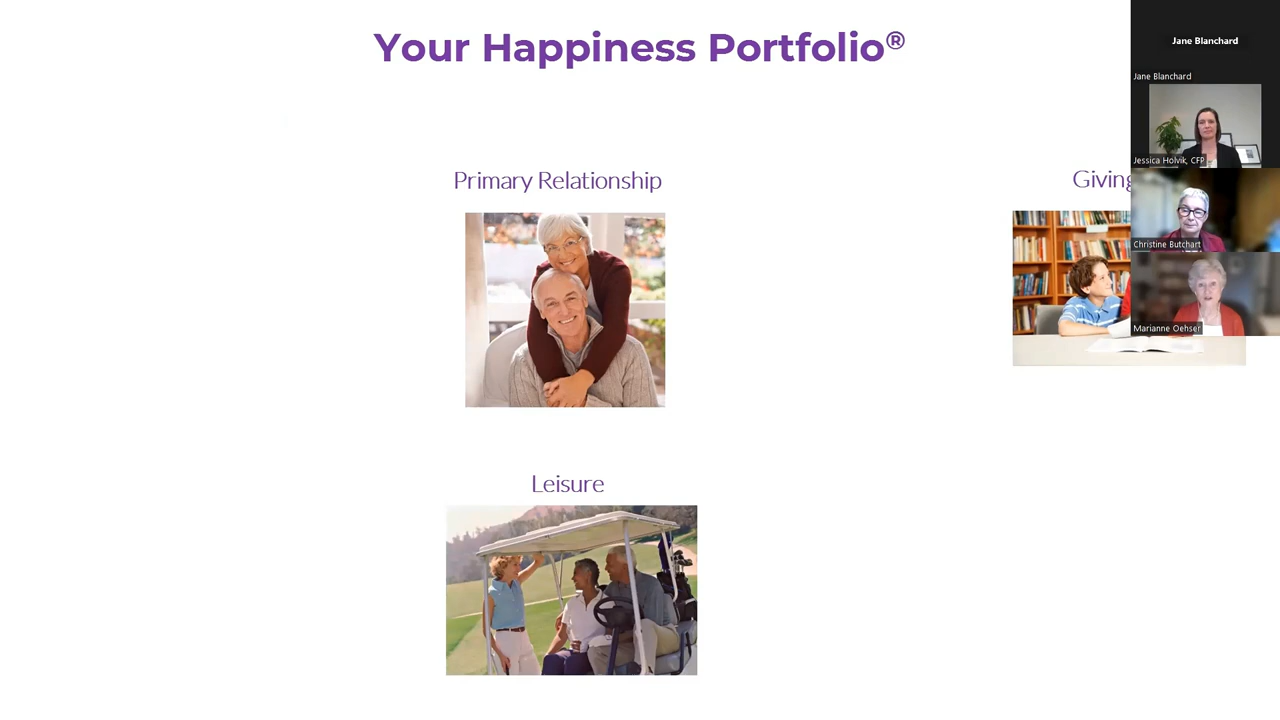 Your Happiness Portfolio®
Jane Blanchard
Jane Blanchard
Jessica Holvik, CFP
Christine Butchart
Marianne Oehser
Primary Relationship
Giving
Leisure